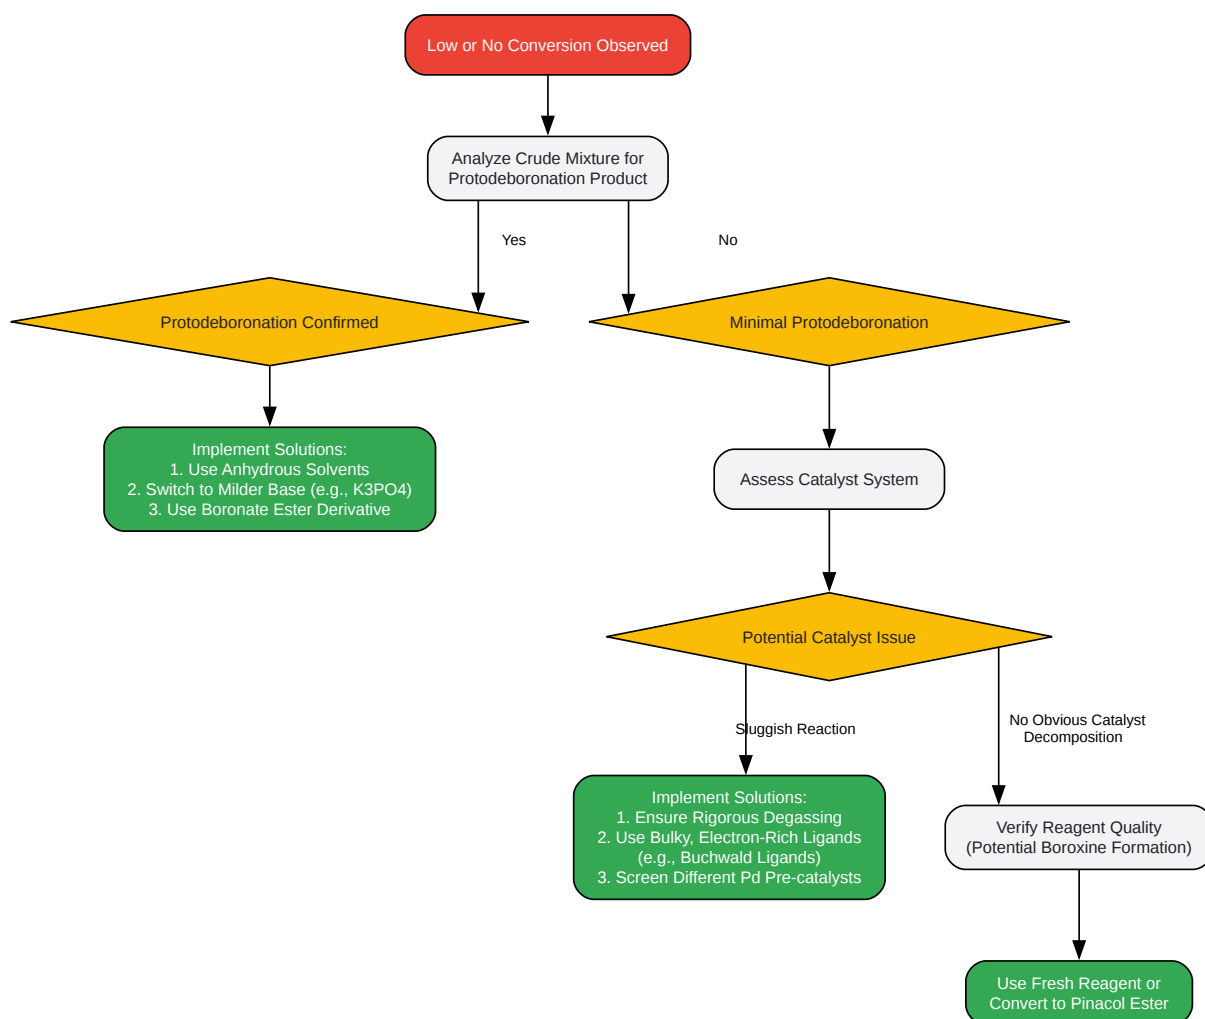 Low or No Conversion Observed
Analyze Crude Mixture for
Protodeboronation Product
Yes
No
Protodeboronation Confirmed
Minimal Protodeboronation
Implement Solutions:
1. Use Anhydrous Solvents
2. Switch to Milder Base (e.g., K3PO4)
3. Use Boronate Ester Derivative
Assess Catalyst System
Potential Catalyst Issue
Sluggish Reaction
No Obvious Catalyst
Decomposition
Implement Solutions:
1. Ensure Rigorous Degassing
2. Use Bulky, Electron-Rich Ligands
(e.g., Buchwald Ligands)
3. Screen Different Pd Pre-catalysts
Verify Reagent Quality
(Potential Boroxine Formation)
Use Fresh Reagent or
Convert to Pinacol Ester